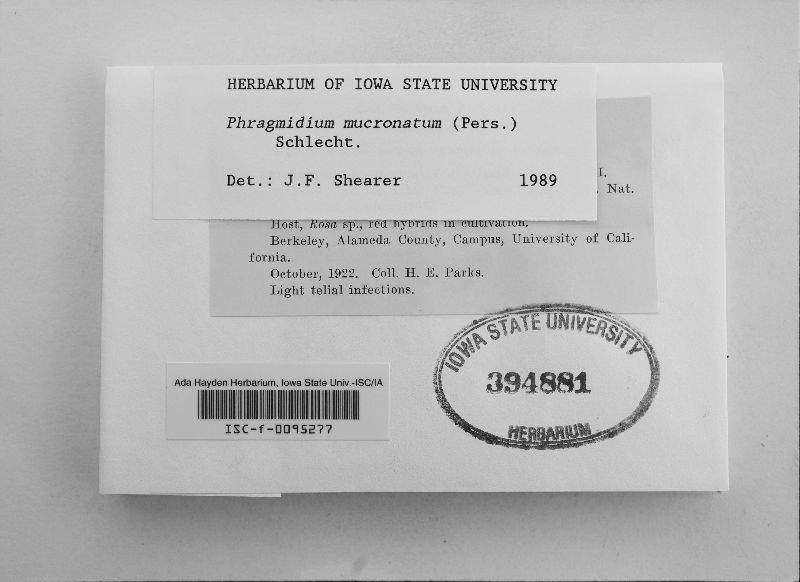 HERBARIUM OF IOWA STATE UNIVERSITY
Phragmidium mucronatum (Pers.)
Schlecht.
Det.: J.F. Shearer 1989
I.
. Nat.
Host, Rosa sp., red hybrids in cultivation.
Berkeley, Alameda County, Campus, University of Cali-
fornia.
October, 1922. Coll. H. E. Parks.
Light telial infections.
IOWA STATE UNIVERSITY
394881
HERBARIUM
Ada Hayden Herbarium, Iowa State Univ.-ISC/IA
ISC-f-0095277